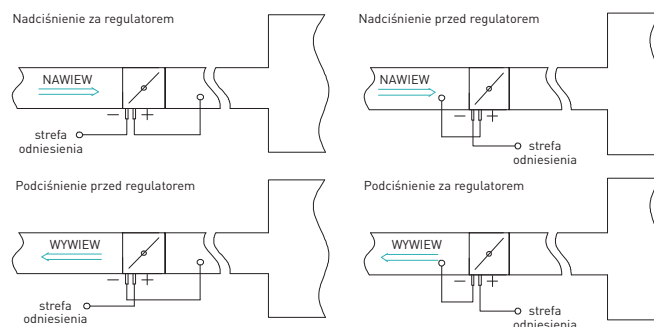 Nadciśnienie za regulatorem
NAWIEW
– +
strefa
odniesienia
Nadciśnienie przed regulatorem
NAWIEW
– +
strefa
odniesienia
Podciśnienie przed regulatorem
WYWIEW
– +
strefa
odniesienia
Podciśnienie za regulatorem
WYWIEW
– +
strefa
odniesienia